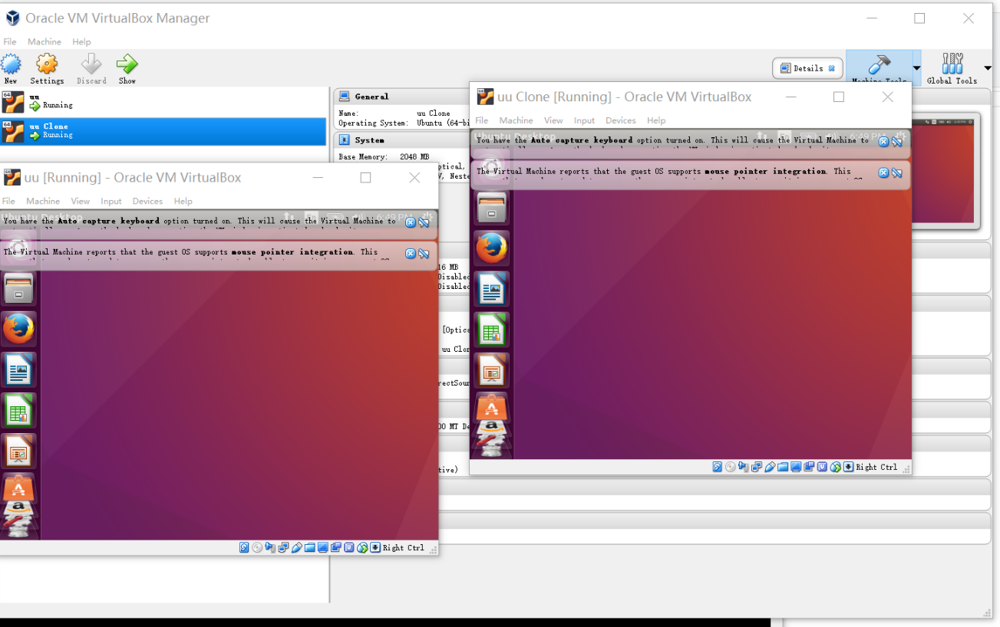 Oracle VM VirtualBox Manager
File Machine Help
New Settings Discard Show
Details
Machine Tools
Global Tools
uu
Running
uu Clone
Running
General
Name: uu Clone
Operating System: Ubuntu (64-bi
System
Base Memory: 2048 MB
ptical,
V, Neste
16 MB
Disabled
Disabled
[Optica
uu Clon
rectSour
00 MT De
tive)
uu [Running] - Oracle VM VirtualBox
File Machine View Input Devices Help
Ubuntu Desktop
6:49 PM
You have the Auto capture keyboard option turned on. This will cause the Virtual Machine to
The Virtual Machine reports that the guest OS supports mouse pointer integration. This
Right Ctrl
uu Clone [Running] - Oracle VM VirtualBox
File Machine View Input Devices Help
Ubuntu Desktop
6:49 PM
You have the Auto capture keyboard option turned on. This will cause the Virtual Machine to
The Virtual Machine reports that the guest OS supports mouse pointer integration. This
Right Ctrl